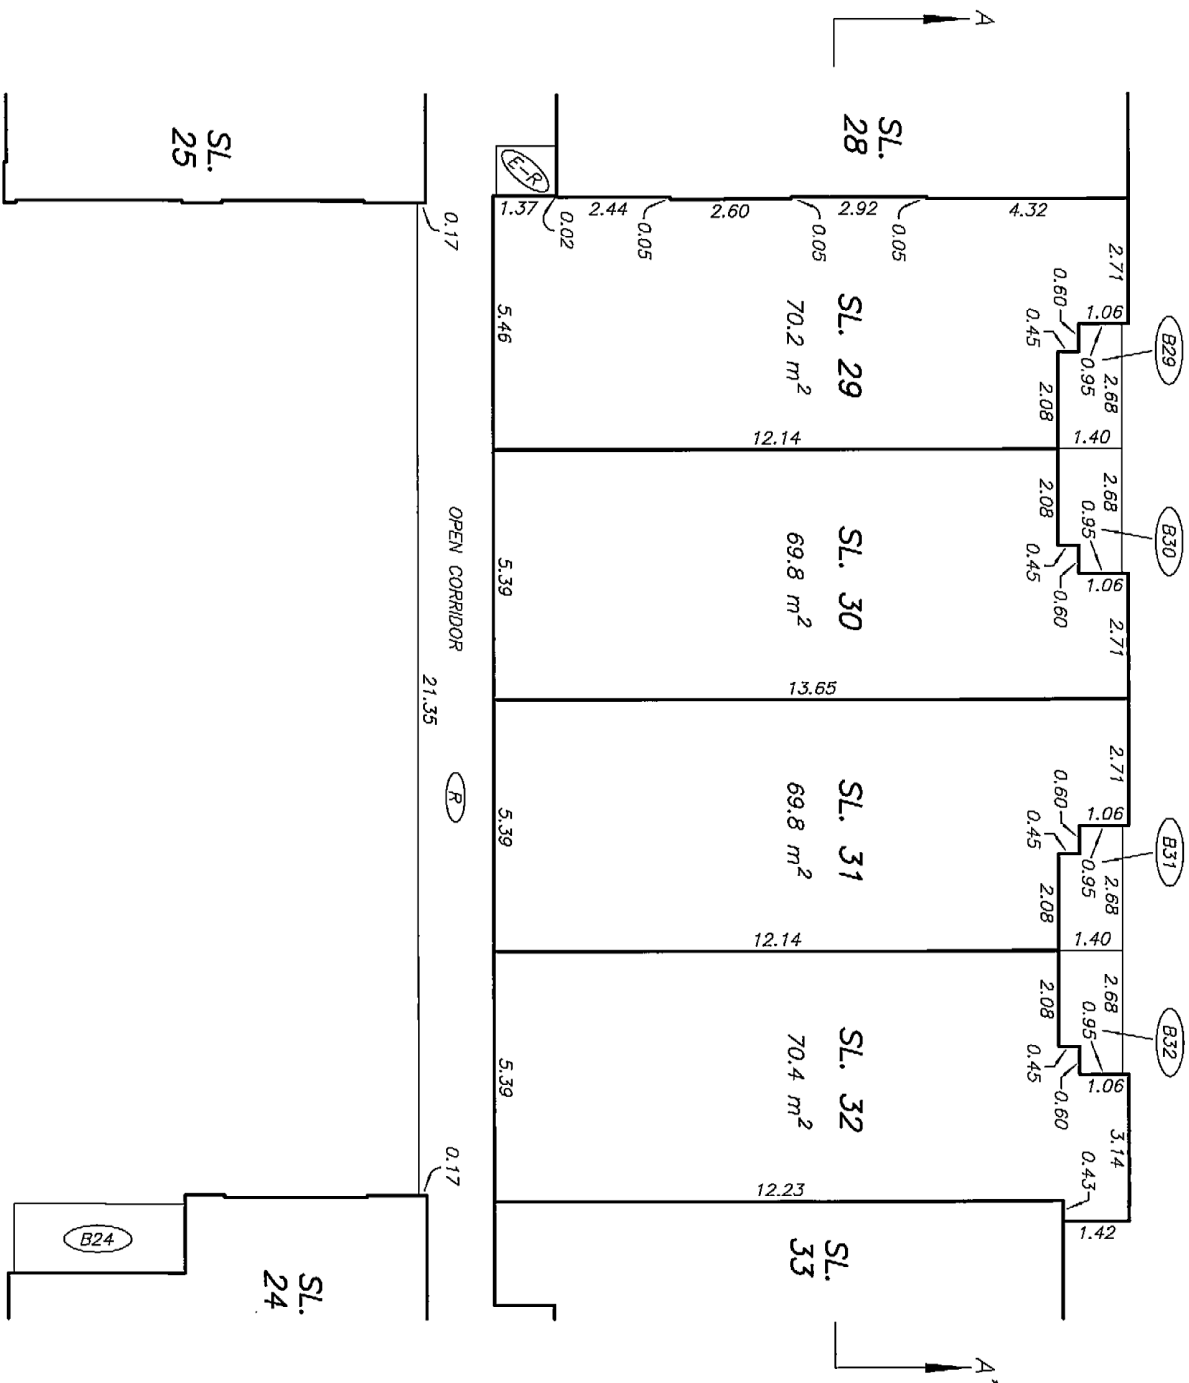 A
SL.
28
SL.
25
E-R
1.37
0.02
2.44
0.05
2.60
0.05
2.92
0.05
4.32
0.17
2.71
1.06
0.60
0.45
0.95
2.68
B29
2.08
1.40
5.46
SL. 29
70.2 m²
12.14
2.08
2.68
0.95
B30
0.45
0.60
1.06
2.71
5.39
SL. 30
69.8 m²
13.65
OPEN CORRIDOR
21.35
R
2.71
1.06
0.60
0.45
0.95
2.68
B31
2.08
1.40
5.39
SL. 31
69.8 m²
12.14
2.08
2.68
0.95
B32
0.45
0.60
1.06
3.14
0.43
1.42
5.39
SL. 32
70.4 m²
12.23
0.17
B24
SL.
24
SL.
33
A'